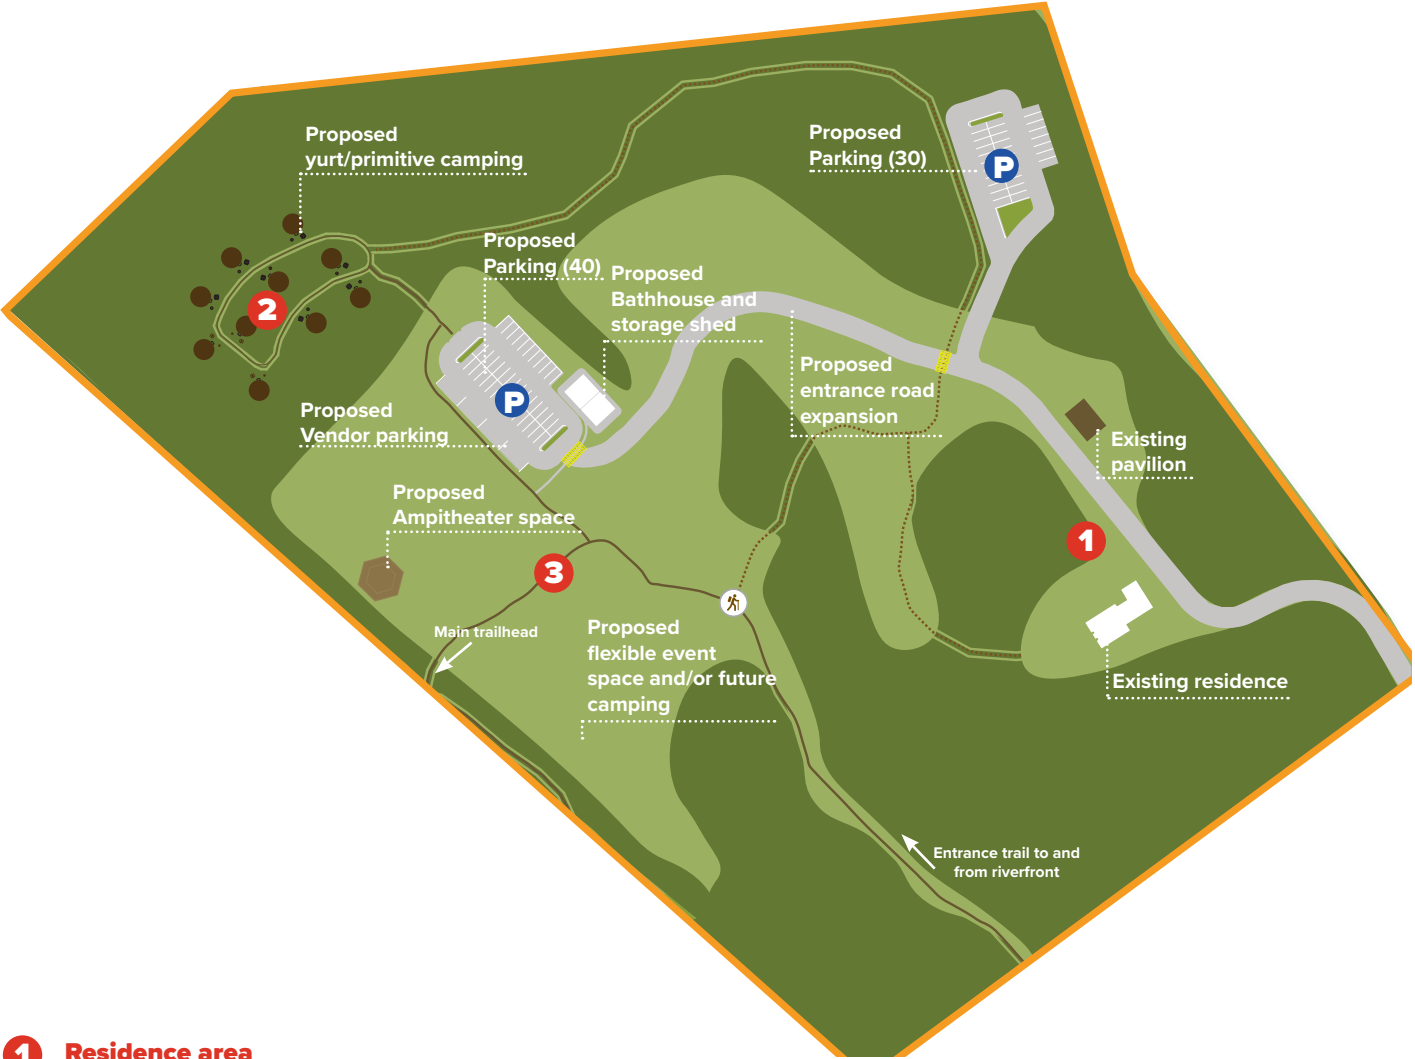 Proposed
yurt/primitive camping
Proposed
Parking (30)
P
Proposed
Parking (40)
Proposed
Bathhouse and
storage shed
2
Proposed
entrance road
expansion
P
Proposed
Vendor parking
Existing
pavilion
Proposed
Ampitheater space
1
3
Main trailhead
Proposed
flexible event
space and/or future
camping
Existing residence
Entrance trail to and
from riverfront
1 Residence area